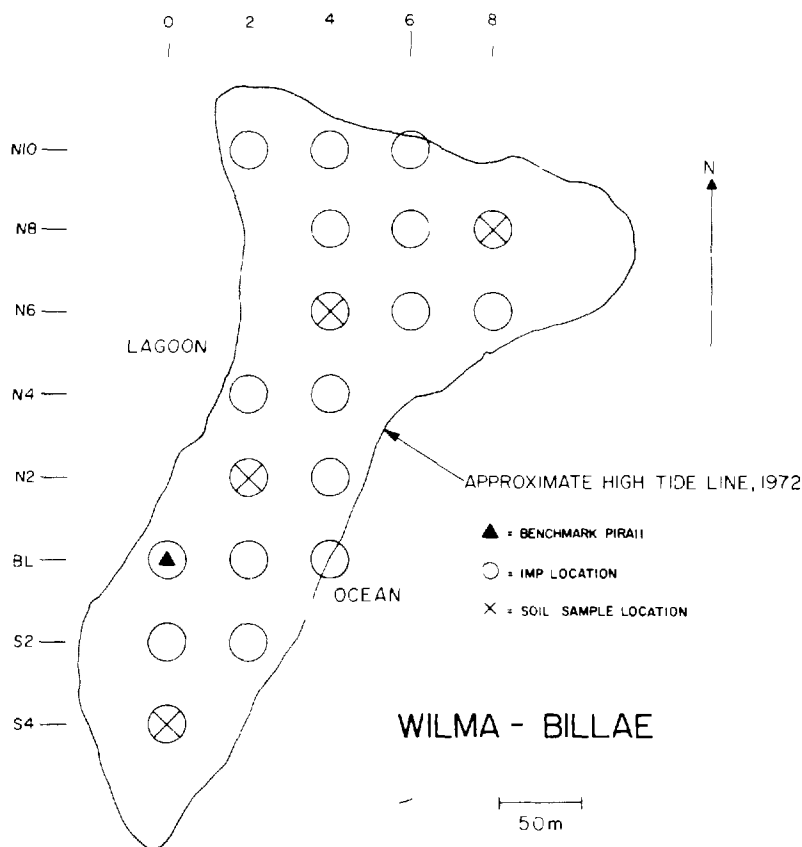 0 2 4 6 8
N10
N
N8
N6
LAGOON
N4
N2
APPROXIMATE HIGH TIDE LINE, 1972
▲ = BENCHMARK PIRAII
BL
○ = IMP LOCATION
OCEAN
× = SOIL SAMPLE LOCATION
S2
S4
WILMA - BILLAE
50m